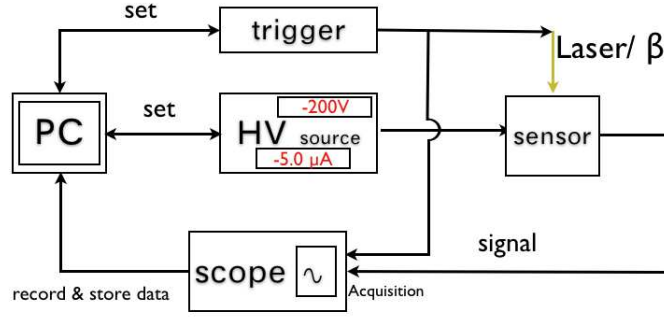 set
trigger
Laser/ β
PC
set
-200V
HV source
-5.0 μA
sensor
signal
scope
∿
record & store data
Acquisition